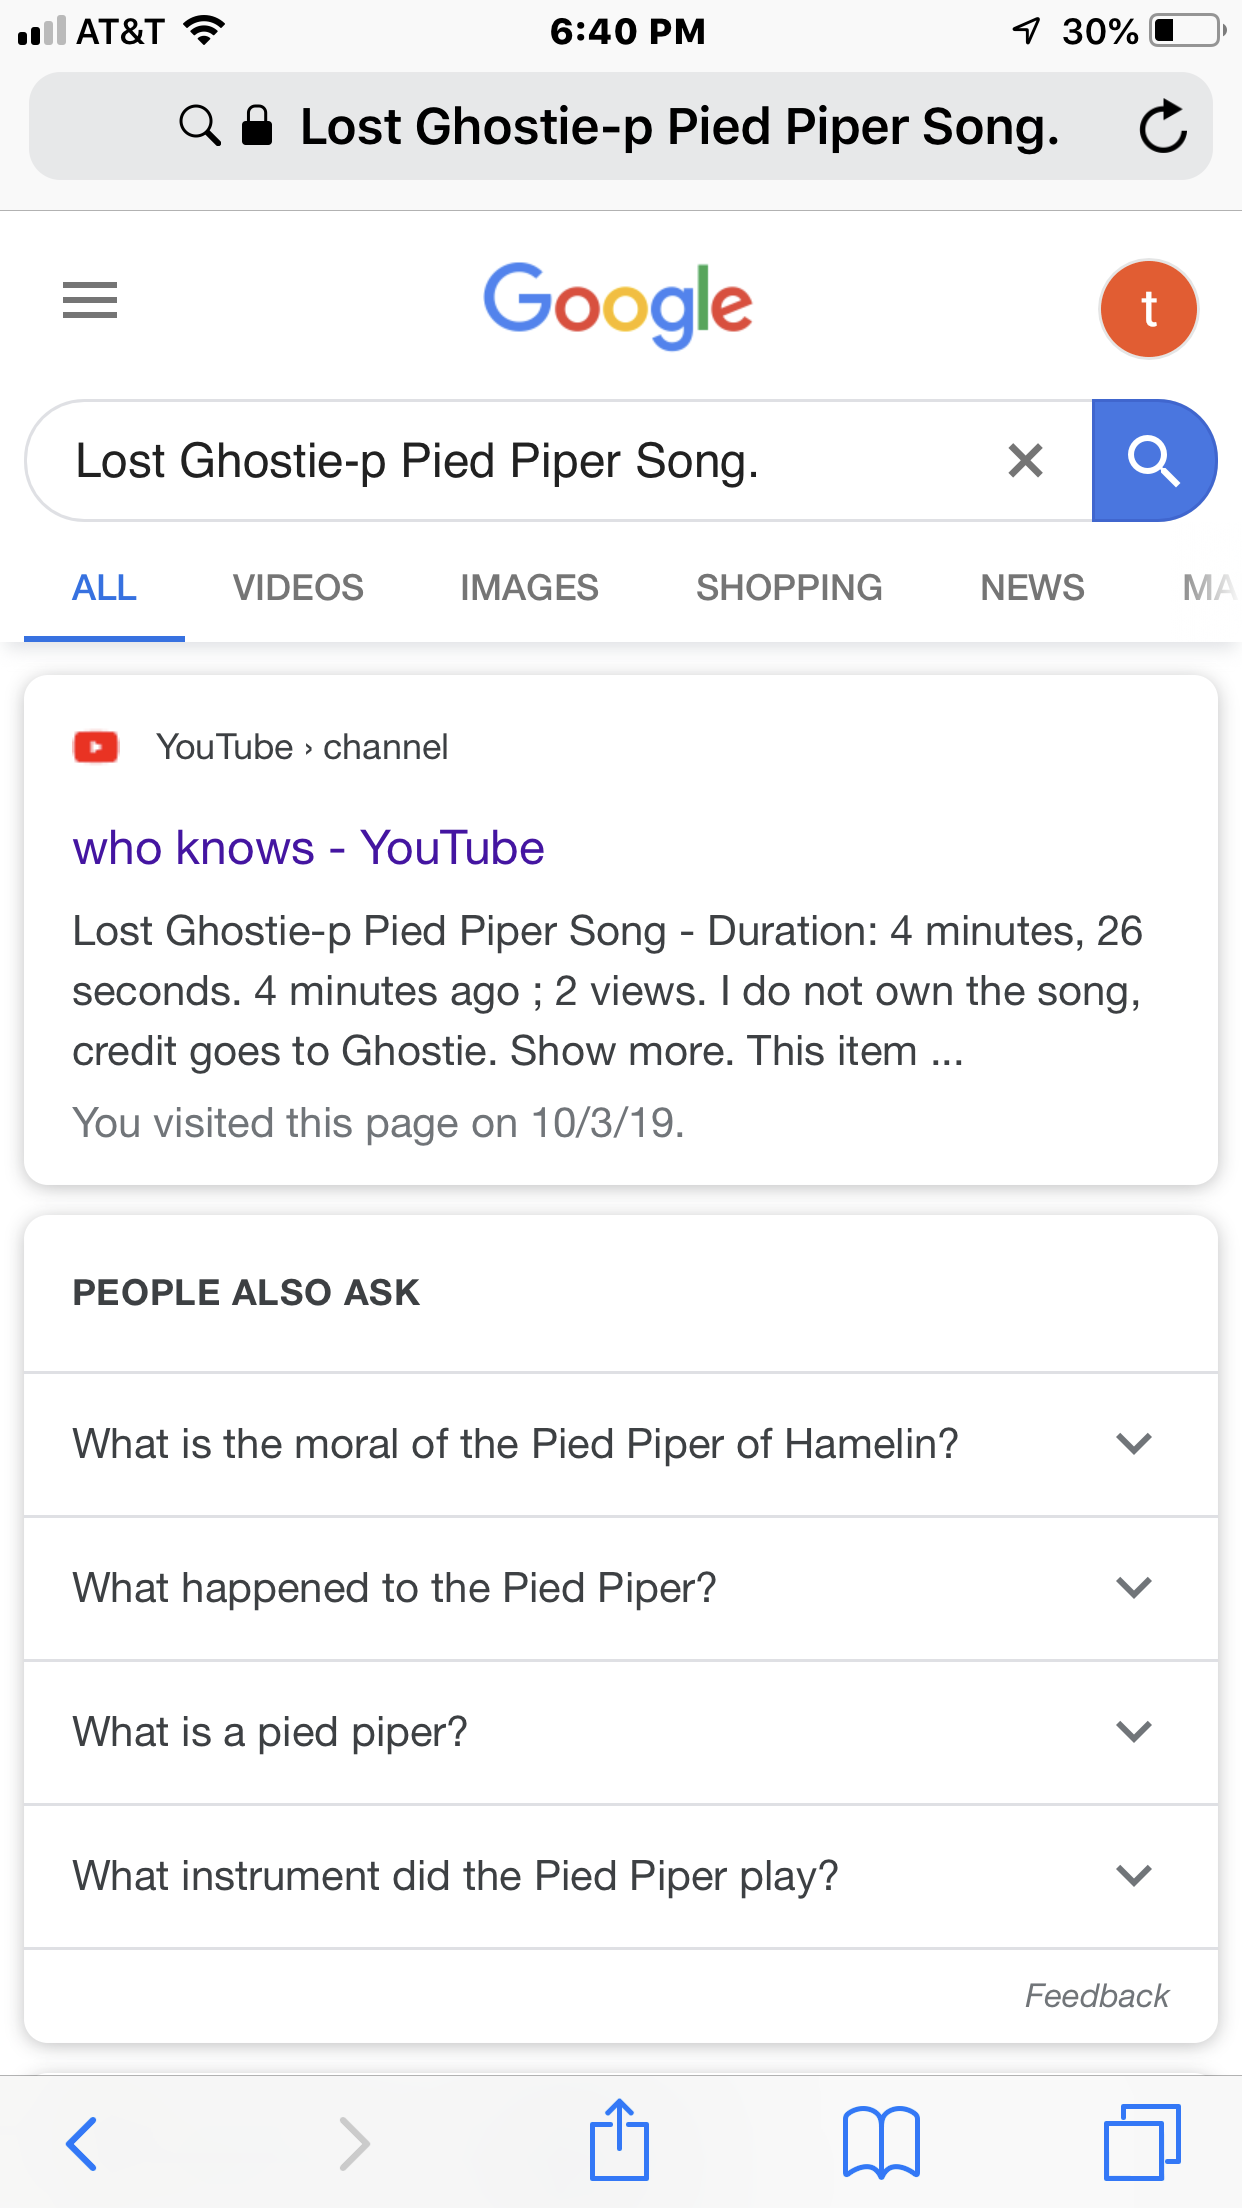 AT&T 6:40 PM 30%
Lost Ghostie-p Pied Piper Song.
Google
t
Lost Ghostie-p Pied Piper Song.
ALL VIDEOS IMAGES SHOPPING NEWS MA
YouTube › channel
who knows - YouTube
Lost Ghostie-p Pied Piper Song - Duration: 4 minutes, 26
seconds. 4 minutes ago ; 2 views. I do not own the song,
credit goes to Ghostie. Show more. This item ...
You visited this page on 10/3/19.
PEOPLE ALSO ASK
What is the moral of the Pied Piper of Hamelin?
What happened to the Pied Piper?
What is a pied piper?
What instrument did the Pied Piper play?
Feedback